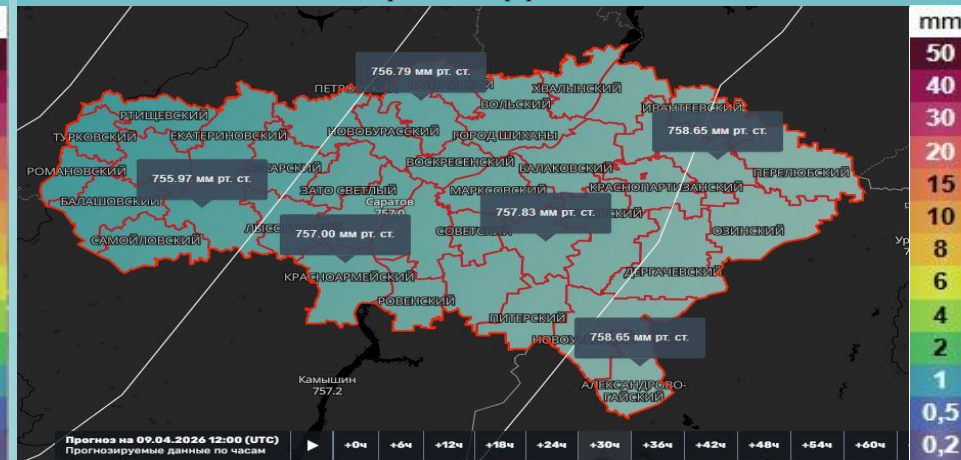 mm
50
40
30
20
15
10
8
6
4
2
1
0,5
0,2
756.79 мм рт. ст.
ХВАЛЫНСКИЙ
ВОЛЬСКИЙ
ИВАНТЕЕВСКИЙ
РТИЩЕВСКИЙ
ТУРКОВСКИЙ
ЕКАТЕРИНОВСКИЙ
НОВОБУРАССКИЙ
ГОРОД ШИХАНЫ
758.65 мм рт. ст.
РОМАНОВСКИЙ
ВОСКРЕСЕНСКИЙ
БАЛАКОВСКИЙ
ПЕРЕЛЮБСКИЙ
755.97 мм рт. ст.
ЗАТО СВЕТЛЫЙ
МАРКСОВСКИЙ
КРАСНОПАРТИЗАНСКИЙ
БАЛАШОВСКИЙ
Саратов
757.0
757.83 мм рт. ст.
САМОЙЛОВСКИЙ
757.00 мм рт. ст.
СОВЕТСКИЙ
ОЗИНСКИЙ
КРАСНОАРМЕЙСКИЙ
ДЕРГАЧЕВСКИЙ
РОВЕНСКИЙ
ПИТЕРСКИЙ
758.65 мм рт. ст.
Камышин
757.2
АЛЕКСАНДРОВО-
ГАЙСКИЙ
Прогноз на 09.04.2026 12:00 (UTC)
Прогнозируемые данные по часам
+0ч +6ч +12ч +18ч +24ч +30ч +36ч +42ч +48ч +54ч +60ч